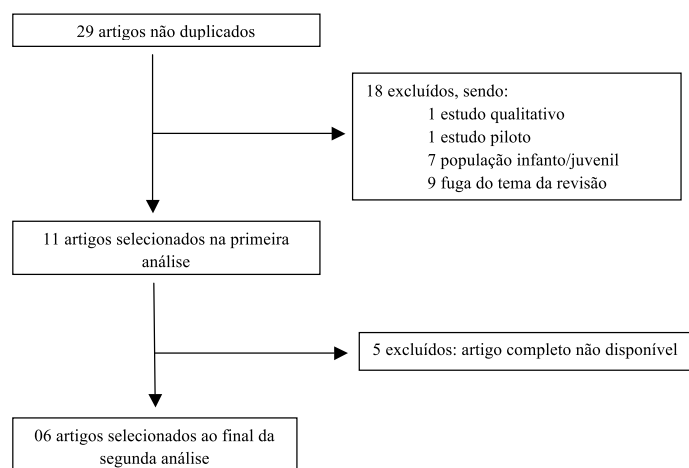 29 artigos não duplicados
18 excluídos, sendo:
1 estudo qualitativo
1 estudo piloto
7 população infanto/juvenil
9 fuga do tema da revisão
11 artigos selecionados na primeira
análise
5 excluídos: artigo completo não disponível
06 artigos selecionados ao final da
segunda análise